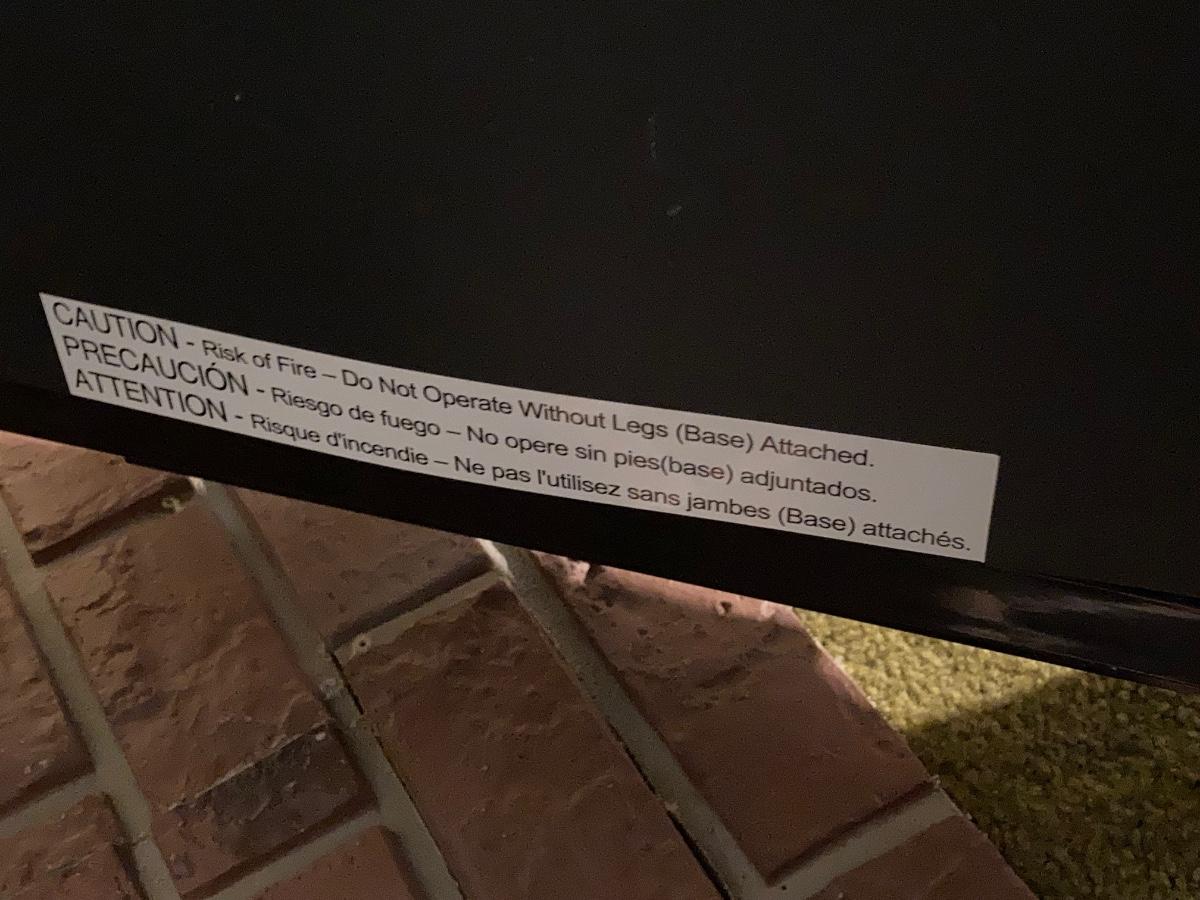 CAUTION - Risk of Fire – Do Not Operate Without Legs (Base) Attached.
PRECAUCIÓN - Riesgo de fuego – No opere sin pies(base) adjuntados.
ATTENTION - Risque d'incendie – Ne pas l'utilisez sans jambes (Base) attachés.